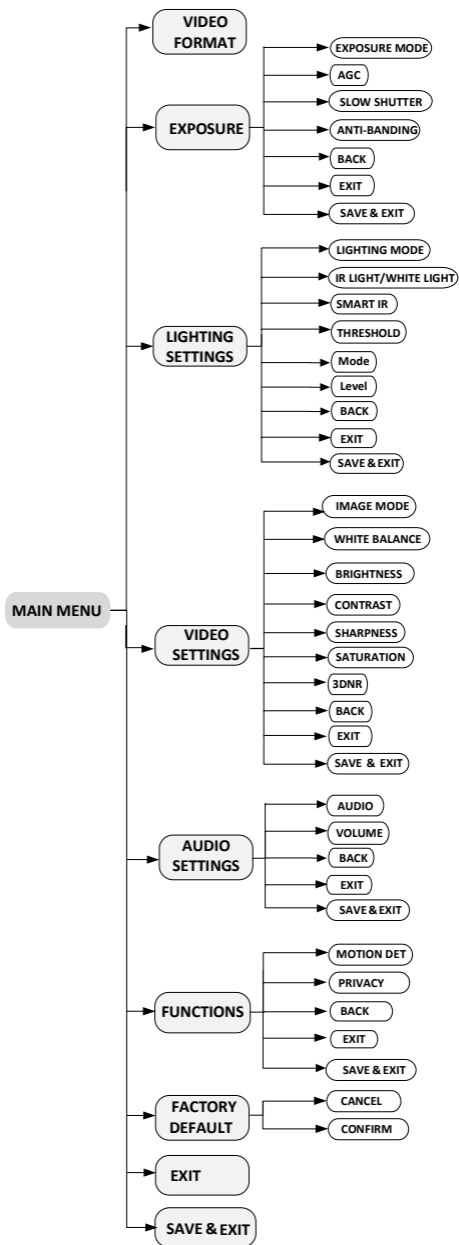 MAIN MENU
VIDEO
FORMAT
EXPOSURE
EXPOSURE MODE
AGC
SLOW SHUTTER
ANTI-BANDING
BACK
EXIT
SAVE & EXIT
LIGHTING
SETTINGS
LIGHTING MODE
IR LIGHT/WHITE LIGHT
SMART IR
THRESHOLD
Mode
Level
BACK
EXIT
SAVE & EXIT
VIDEO
SETTINGS
IMAGE MODE
WHITE BALANCE
BRIGHTNESS
CONTRAST
SHARPNESS
SATURATION
3DNR
BACK
EXIT
SAVE & EXIT
AUDIO
SETTINGS
AUDIO
VOLUME
BACK
EXIT
SAVE & EXIT
FUNCTIONS
MOTION DET
PRIVACY
BACK
EXIT
SAVE & EXIT
FACTORY
DEFAULT
CANCEL
CONFIRM
EXIT
SAVE & EXIT